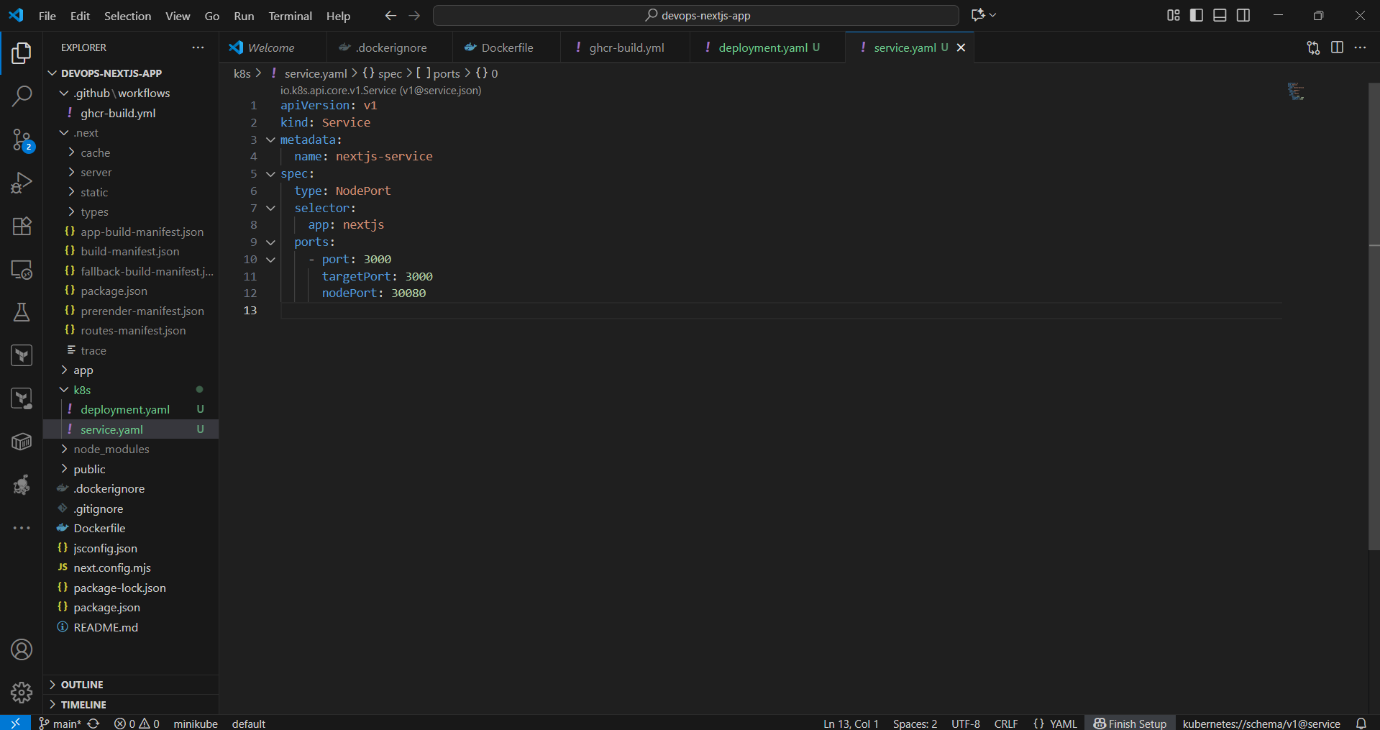 File Edit Selection View Go Run Terminal Help
devops-nextjs-app
EXPLORER
Welcome
.dockerignore
Dockerfile
! ghcr-build.yml
! deployment.yaml U
! service.yaml U
DEVOPS-NEXTJS-APP
.github\workflows
! ghcr-build.yml
.next
cache
server
static
types
{} app-build-manifest.json
{} build-manifest.json
{} fallback-build-manifest.j...
{} package.json
{} prerender-manifest.json
{} routes-manifest.json
trace
app
k8s
! deployment.yaml U
! service.yaml U
node_modules
public
.dockerignore
.gitignore
Dockerfile
{} jsconfig.json
JS next.config.mjs
{} package-lock.json
{} package.json
README.md
OUTLINE
TIMELINE
2
k8s > ! service.yaml > {} spec > [ ] ports > {} 0
io.k8s.api.core.v1.Service (v1@service.json)
1 apiVersion: v1
2 kind: Service
3 metadata:
4 name: nextjs-service
5 spec:
6 type: NodePort
7 selector:
8 app: nextjs
9 ports:
10 - port: 3000
11 targetPort: 3000
12 nodePort: 30080
13
main* 0 0 minikube default
Ln 13, Col 1 Spaces: 2 UTF-8 CRLF {} YAML Finish Setup kubernetes://schema/v1@service